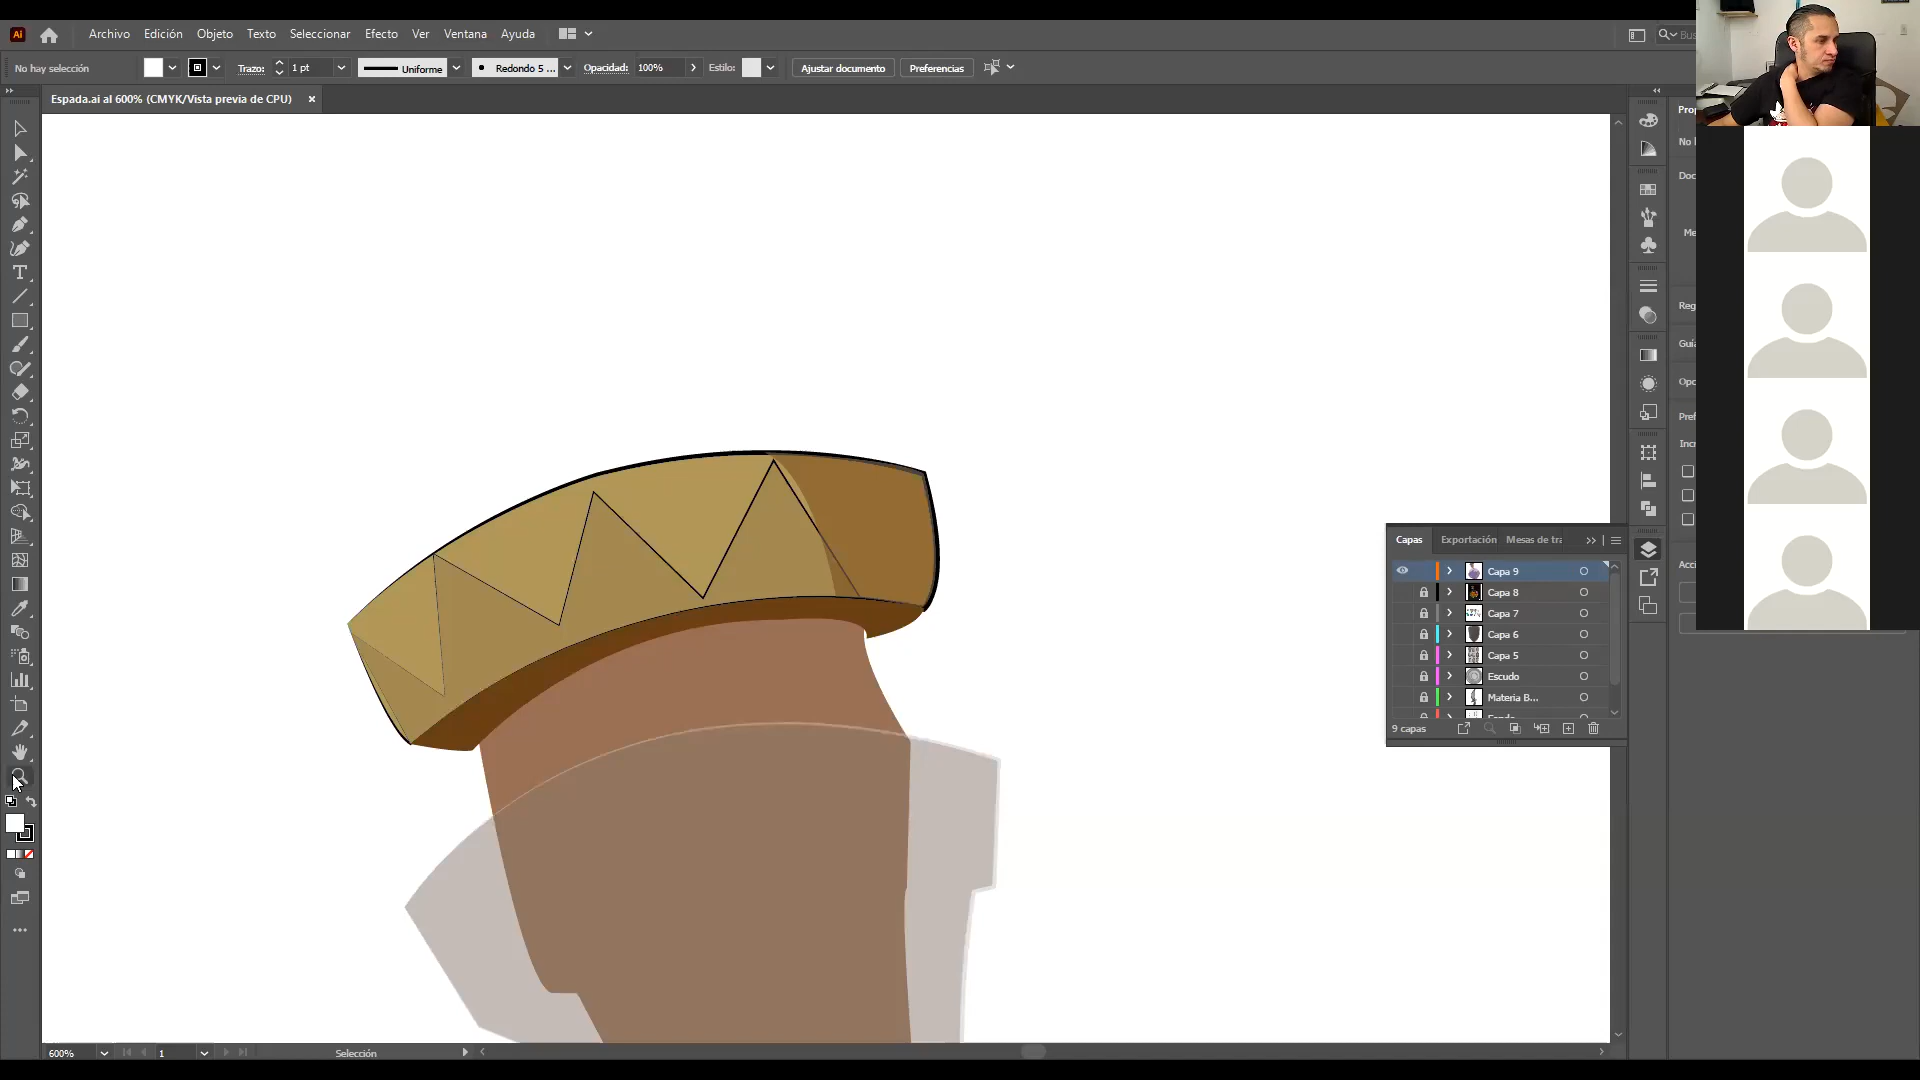 Ai Archivo Edición Objeto Texto Seleccionar Efecto Ver Ventana Ayuda
No hay selección Trazo: 1 pt Uniforme Redondo 5 ... Opacidad: 100% Estilo: Ajustar documento Preferencias
Espada.ai al 600% (CMYK/Vista previa de CPU) ×
Capas Exportación Mesas de tra
Capa 9
Capa 8
Capa 7
Capa 6
Capa 5
Escudo
Materia B...
9 capas
600% 1 Selección